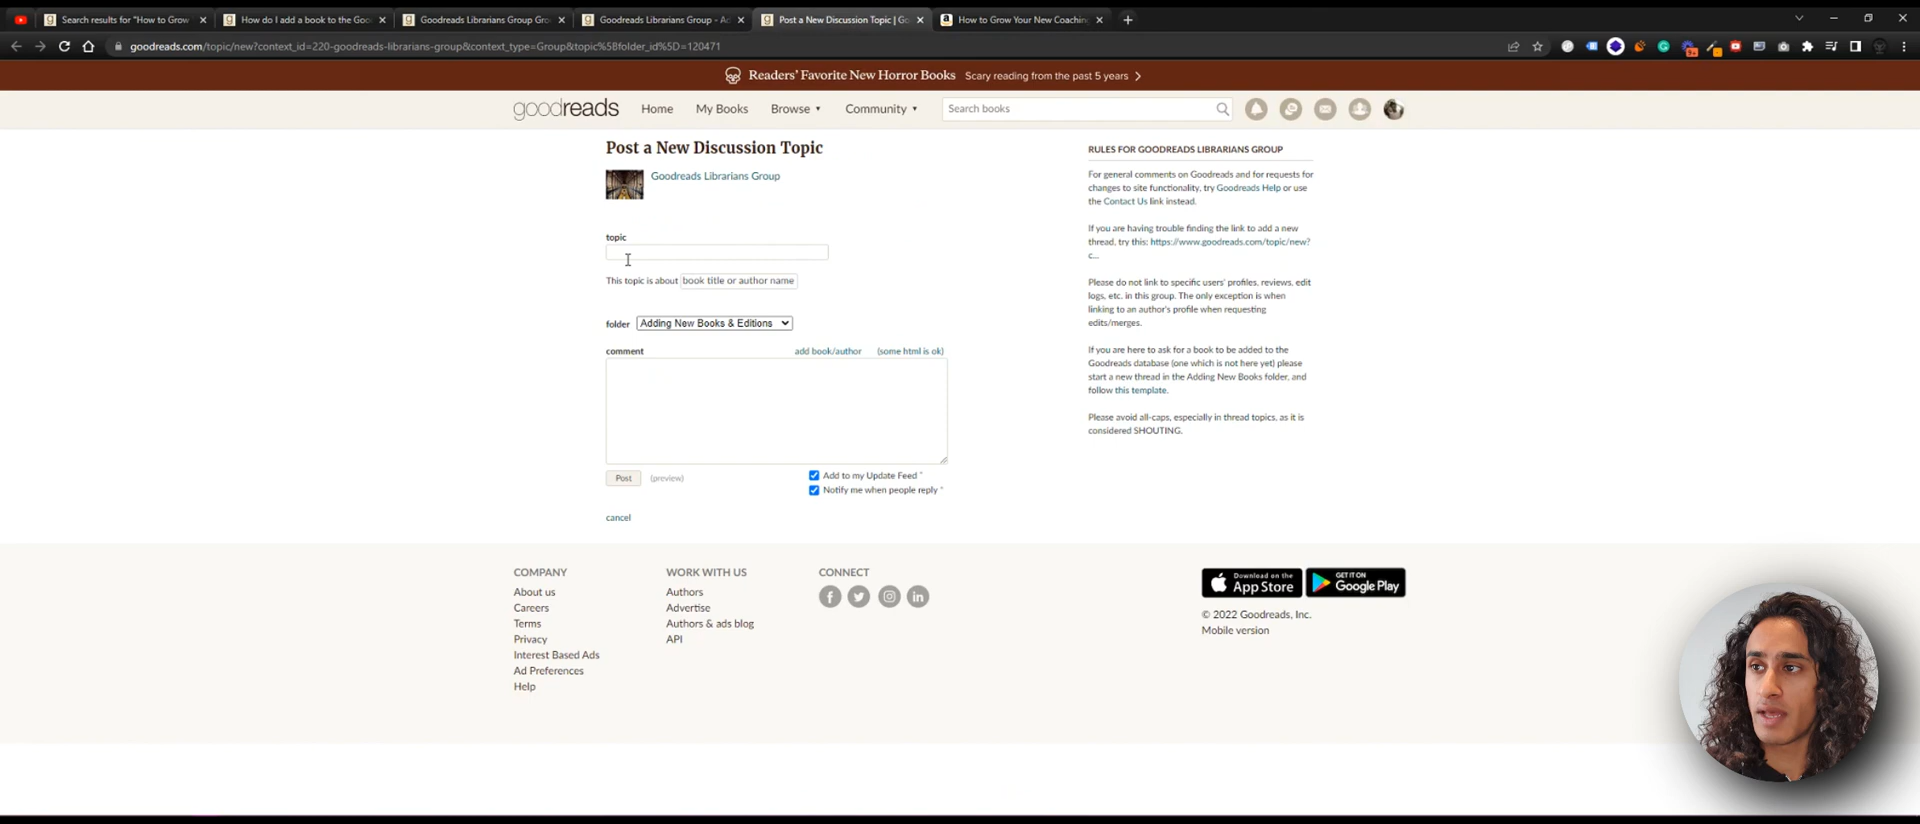 Search results for "How to Grow
How do I add a book to the Goo
Goodreads Librarians Group Gro
Goodreads Librarians Group - Ad
Post a New Discussion Topic | Go
How to Grow Your New Coaching
goodreads.com/topic/new?context_id=220-goodreads-librarians-group&context_type=Group&topic%5Bfolder_id%5D=120471
Readers' Favorite New Horror Books Scary reading from the past 5 years
goodreads
Home
My Books
Browse
Community
Search books
Post a New Discussion Topic
Goodreads Librarians Group
topic
This topic is about book title or author name
folder Adding New Books & Editions
comment
add book/author
(some html is ok)
Post
(preview)
Add to my Update Feed *
Notify me when people reply *
cancel
RULES FOR GOODREADS LIBRARIANS GROUP
For general comments on Goodreads and for requests for
changes to site functionality, try Goodreads Help or use
the Contact Us link instead.
If you are having trouble finding the link to add a new
thread, try this: https://www.goodreads.com/topic/new?
c...
Please do not link to specific users' profiles, reviews, edit
logs, etc. in this group. The only exception is when
linking to an author's profile when requesting
edits/merges.
If you are here to ask for a book to be added to the
Goodreads database (one which is not here yet) please
start a new thread in the Adding New Books folder, and
follow this template.
Please avoid all-caps, especially in thread topics, as it is
considered SHOUTING.
COMPANY
About us
Careers
Terms
Privacy
Interest Based Ads
Ad Preferences
Help
WORK WITH US
Authors
Advertise
Authors & ads blog
API
CONNECT
Download on the
App Store
GET IT ON
Google Play
© 2022 Goodreads, Inc.
Mobile version